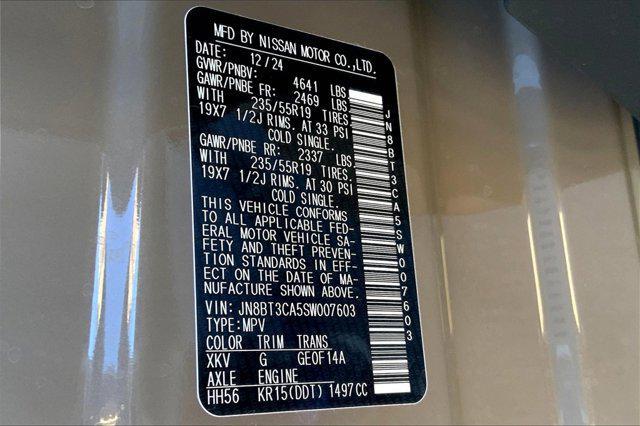 MFD BY NISSAN MOTOR CO.,LTD.
DATE: 12/24
GVWR/PNBV: 4641 LBS
GAWR/PNBE FR: 2469 LBS
WITH 235/55R19 TIRES
19X7 1/2J RIMS. AT 33 PSI
COLD SINGLE.
GAWR/PNBE RR: 2337 LBS
WITH 235/55R19 TIRES.
19X7 1/2J RIMS. AT 30 PSI
COLD SINGLE.
THIS VEHICLE CONFORMS
TO ALL APPLICABLE FED-
ERAL MOTOR VEHICLE SA-
FETY AND THEFT PREVEN-
TION STANDARDS IN EFF-
ECT ON THE DATE OF MA-
NUFACTURE SHOWN ABOVE.
VIN: JN8BT3CA5SW007603
TYPE:MPV
COLOR TRIM TRANS
XKV G GE0F14A
AXLE ENGINE
HH56 KR15(DDT) 1497CC
JN8BT3CA5SW007603